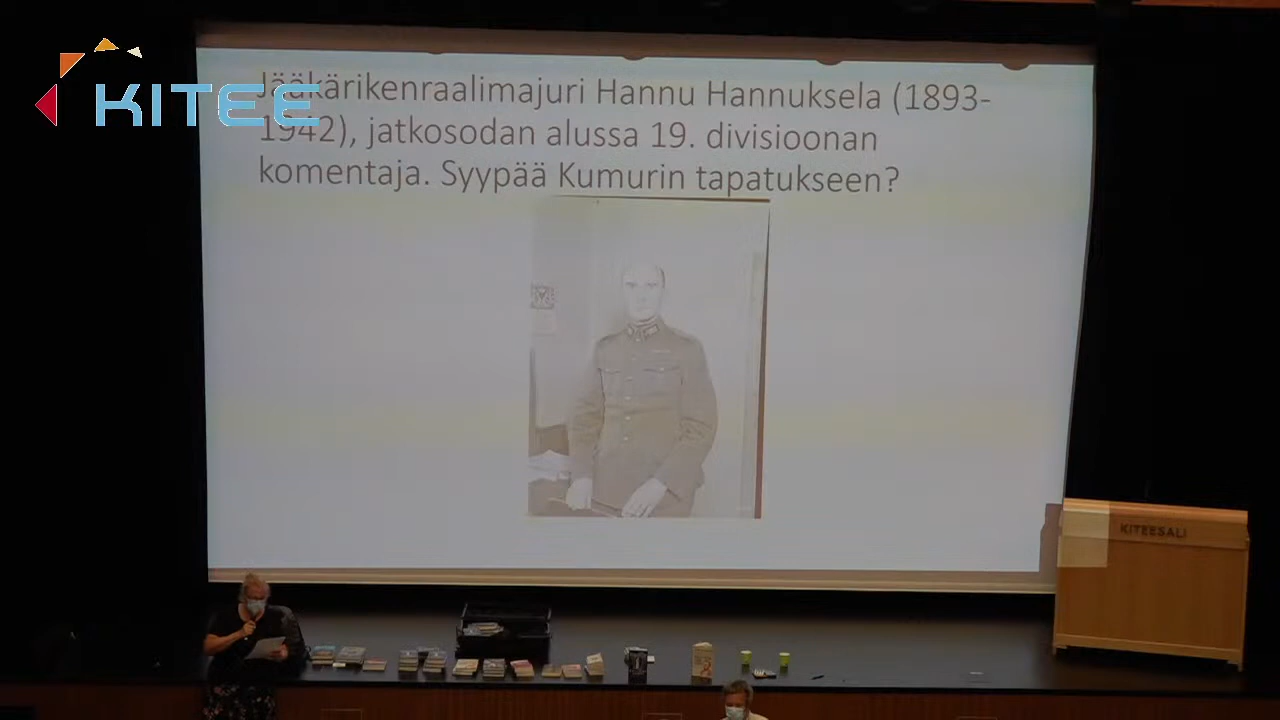 KITEE
Jääkärikenraalimajuri Hannu Hannuksela (1893-
1942), jatkosodan alussa 19. divisioonan
komentaja. Syypää Kumurin tapatukseen?
KITEESALI